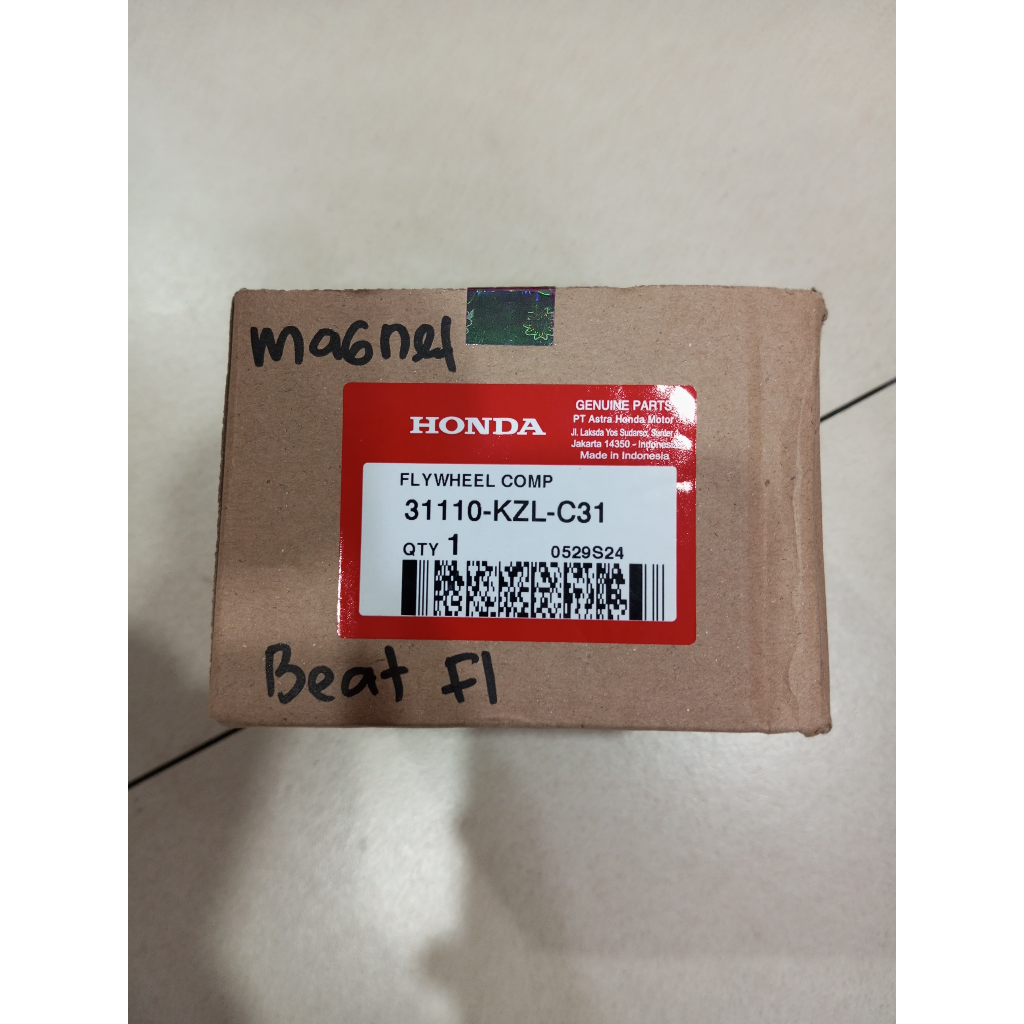 magnet
HONDA
GENUINE PARTS
PT Astra Honda Motor
Jl. Laksda Yos Sudarso, Sunter 1
Jakarta 14350 - Indonesia
Made in Indonesia
FLYWHEEL COMP
31110-KZL-C31
QTY 1
0529S24
Beat FI